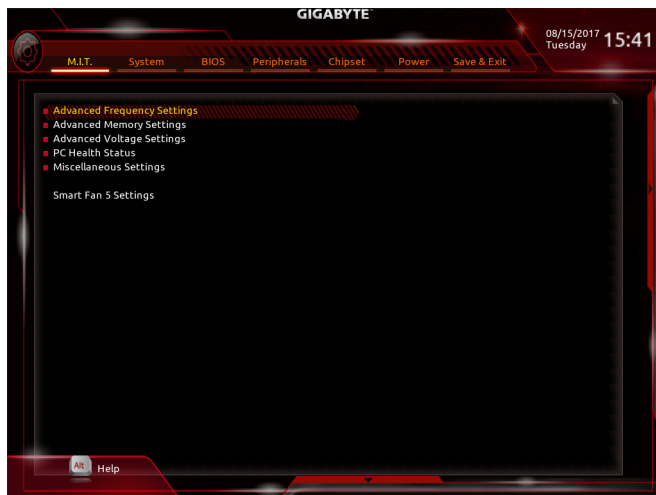 GIGABYTE™
08/15/2017
Tuesday
15:41
M.I.T. System BIOS Peripherals Chipset Power Save & Exit
Advanced Frequency Settings
Advanced Memory Settings
Advanced Voltage Settings
PC Health Status
Miscellaneous Settings
Smart Fan 5 Settings
Alt Help